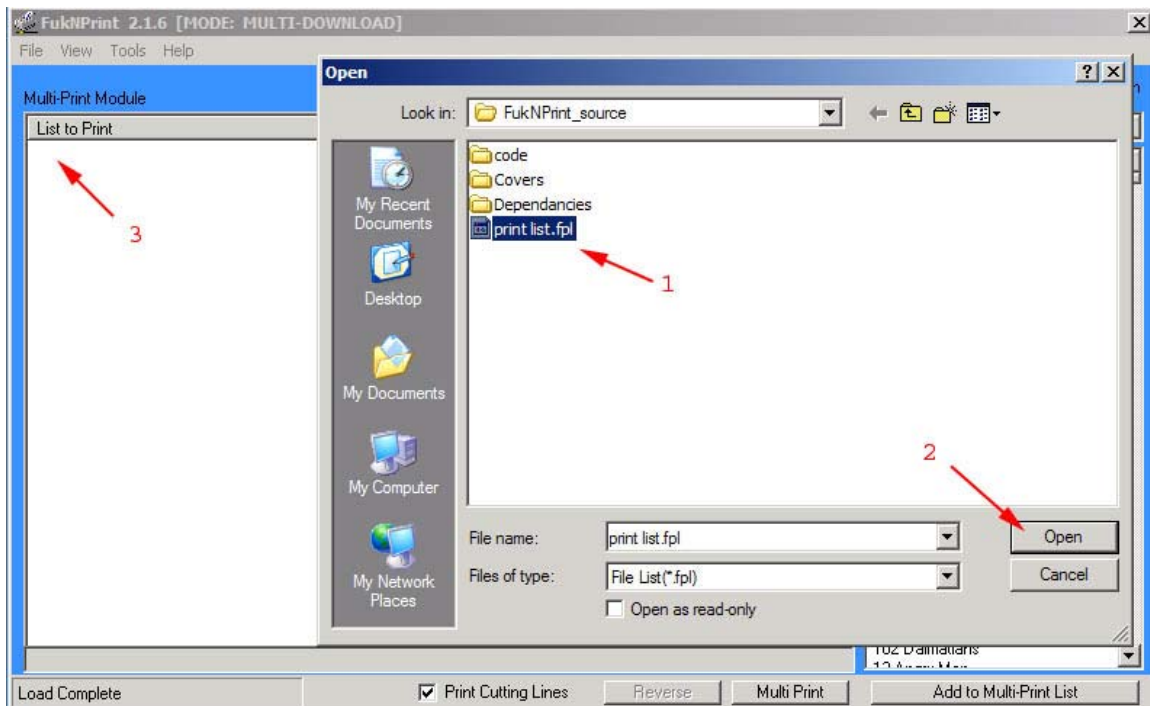 FukNPrint 2.1.6 [MODE: MULTI-DOWNLOAD]
File View Tools Help
Multi-Print Module
List to Print
3
Open
Look in: FukNPrint_source
My Recent
Documents
Desktop
My Documents
My Computer
My Network
Places
code
Covers
Dependancies
print list.fpl
1
2
File name: print list.fpl Open
Files of type: File List(*.fpl) Cancel
Open as read-only
102 Dalmatians
12 Angry Men
Load Complete Print Cutting Lines Reverse Multi Print Add to Multi-Print List